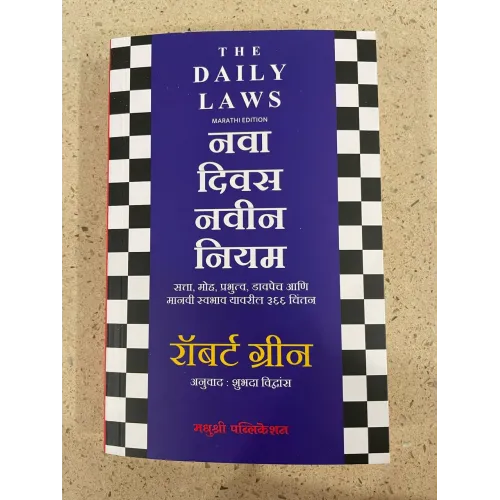 THE
DAILY
LAWS
MARATHI EDITION
नवा
दिवस
नवीन
नियम
सत्ता, मोह, प्रभुत्व, डावपेच आणि
मानवी स्वभाव यावरील ३६६ चिंतन
रॉबर्ट ग्रीन
अनुवाद : शुभदा विद्वांस
मधुश्री पब्लिकेशन